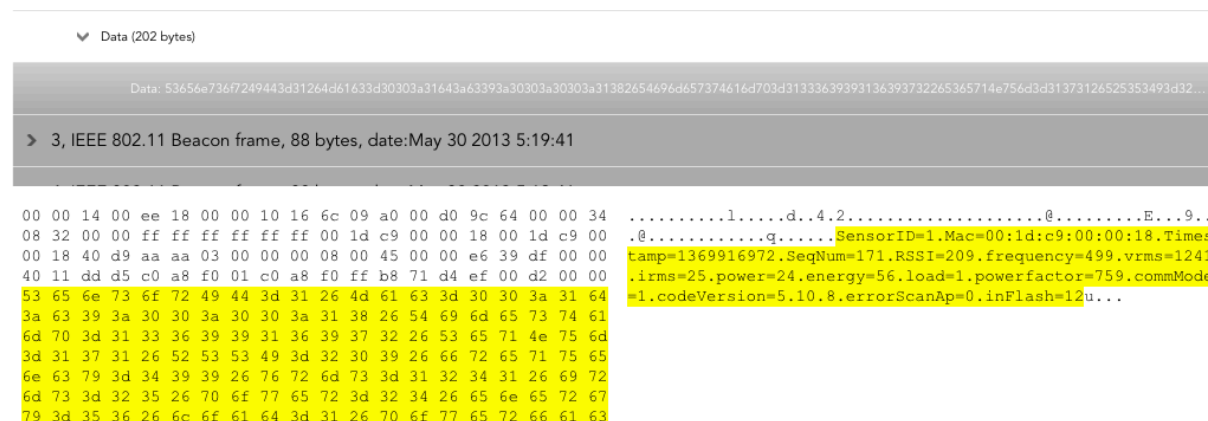 Data (202 bytes)
Data: 53656e736f7249443d31264d61633d30303a31643a63393a30303a30303a31382654696d657374616d703d31333639393136393732265365714e756d3d31373126525353493d32...
3, IEEE 802.11 Beacon frame, 88 bytes, date:May 30 2013 5:19:41
00 00 14 00 ee 18 00 00 10 16 6c 09 a0 00 d0 9c 64 00 00 34
08 32 00 00 ff ff ff ff ff ff 00 1d c9 00 00 18 00 1d c9 00
00 18 40 d9 aa aa 03 00 00 00 08 00 45 00 00 e6 39 df 00 00
40 11 dd d5 c0 a8 f0 01 c0 a8 f0 ff b8 71 d4 ef 00 d2 00 00
53 65 6e 73 6f 72 49 44 3d 31 26 4d 61 63 3d 30 30 3a 31 64
3a 63 39 3a 30 30 3a 30 30 3a 31 38 26 54 69 6d 65 73 74 61
6d 70 3d 31 33 36 39 39 31 36 39 37 32 26 53 65 71 4e 75 6d
3d 31 37 31 26 52 53 53 49 3d 32 30 39 26 66 72 65 71 75 65
6e 63 79 3d 34 39 39 26 76 72 6d 73 3d 31 32 34 31 26 69 72
6d 73 3d 32 35 26 70 6f 77 65 72 3d 32 34 26 65 6e 65 72 67
79 3d 35 36 26 6c 6f 61 64 3d 31 26 70 6f 77 65 72 66 61 63
..........l.....d..4.2....................@.........E...9..
.@............q......SensorID=1.Mac=00:1d:c9:00:00:18.Times
tamp=1369916972.SeqNum=171.RSSI=209.frequency=499.vrms=1241
.irms=25.power=24.energy=56.load=1.powerfactor=759.commMode
=1.codeVersion=5.10.8.errorScanAp=0.inFlash=12u...